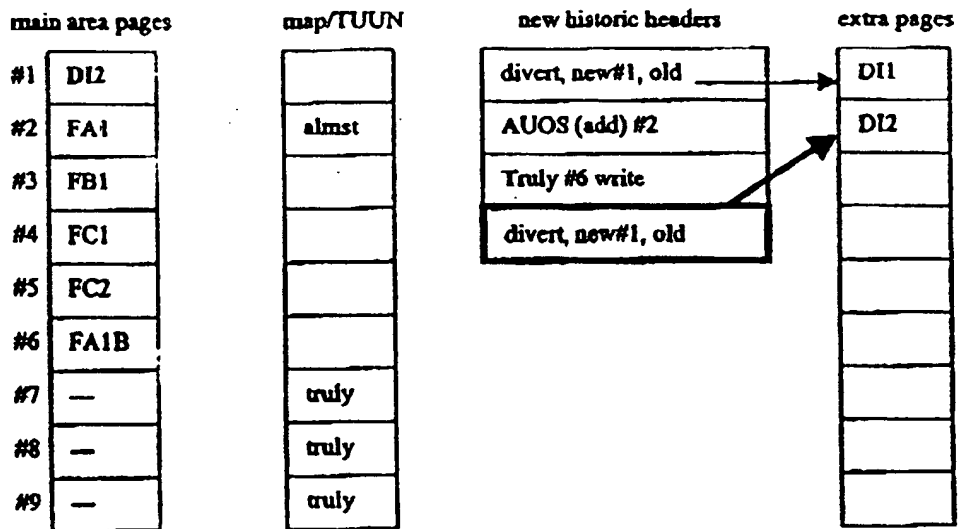 main area pages map/TUUN new historic headers extra pages
#1 DI2 divert, new#1, old DI1
#2 FA1 almst AUOS (add) #2 DI2
#3 FB1 Truly #6 write
#4 FC1 divert, new#1, old
#5 FC2
#6 FA1B
#7 — truly
#8 — truly
#9 — truly